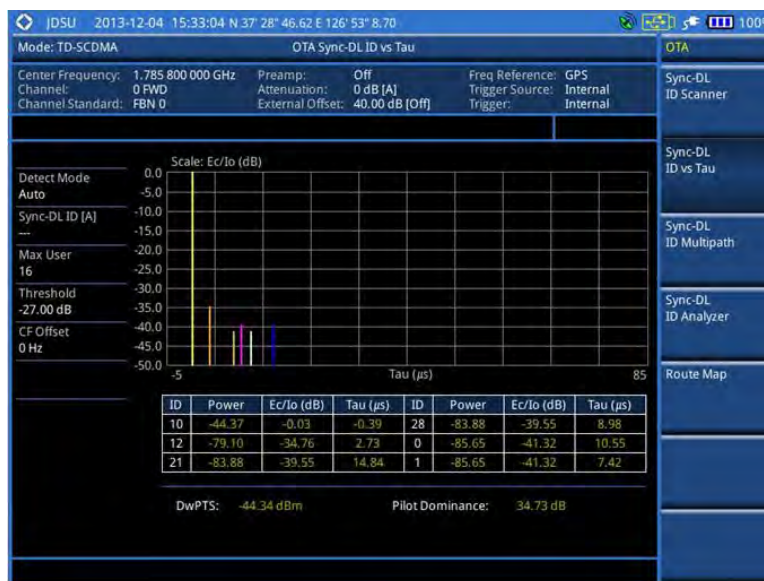 JDSU 2013-12-04 15:33:04 N 37' 28" 46.62 E 126' 53" 8.70 100%
Mode: TD-SCDMA OTA Sync-DL ID vs Tau OTA
Center Frequency: 1.785 800 000 GHz Preamp: Off Freq Reference: GPS
Channel: 0 FWD Attenuation: 0 dB [A] Trigger Source: Internal
Channel Standard: FBN 0 External Offset: 40.00 dB [Off] Trigger: Internal
Sync-DL
ID Scanner
Sync-DL
ID vs Tau
Sync-DL
ID Multipath
Sync-DL
ID Analyzer
Route Map
Detect Mode
Auto
Sync-DL ID [A]
---
Max User
16
Threshold
-27.00 dB
CF Offset
0 Hz
Scale: Ec/Io (dB)
0.0
-5.0
-10.0
-15.0
-20.0
-25.0
-30.0
-35.0
-40.0
-45.0
-50.0
-5 Tau (µs) 85
ID Power Ec/Io (dB) Tau (µs) ID Power Ec/Io (dB) Tau (µs)
10 -44.37 -0.03 -0.39 28 -83.88 -39.55 8.98
12 -79.10 -34.76 2.73 0 -85.65 -41.32 10.55
21 -83.88 -39.55 14.84 1 -85.65 -41.32 7.42
DwPTS: -44.34 dBm Pilot Dominance: 34.73 dB